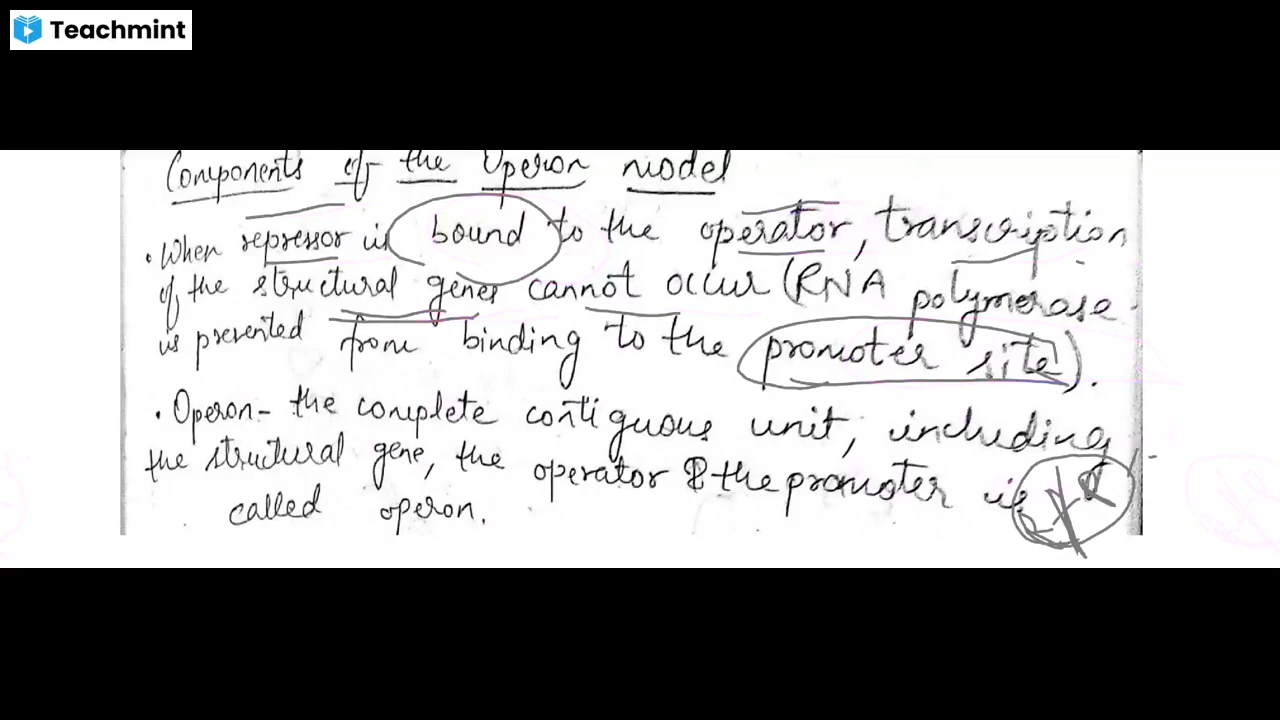 Teachmint
Components of the Operon model
• When repressor is bound to the operator, transcription
of the structural genes cannot occur (RNA polymerase
is prevented from binding to the promoter site).
• Operon - the complete contiguous unit, including
the structural gene, the operator & the promoter is
called operon.